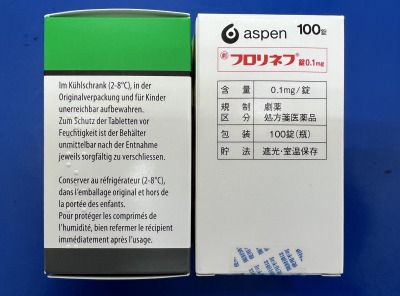 Im Kühlschrank (2-8°C), in der
Originalverpackung und für Kinder
unerreichbar aufbewahren.
Zum Schutz der Tabletten vor
Feuchtigkeit ist der Behälter
unmittelbar nach der Entnahme
jeweils sorgfältig zu verschliessen.
Conserver au réfrigérateur (2-8°C),
dans l'emballage original et hors de
la portée des enfants.
Pour protéger les comprimés de
l'humidité, bien refermer le récipient
immédiatement après l'usage.
aspen 100錠
フロリネフ®錠0.1mg
含量 0.1mg/錠
規制 劇薬
区分 処方箋医薬品
包装 100錠(瓶)
貯法 遮光・室温保存